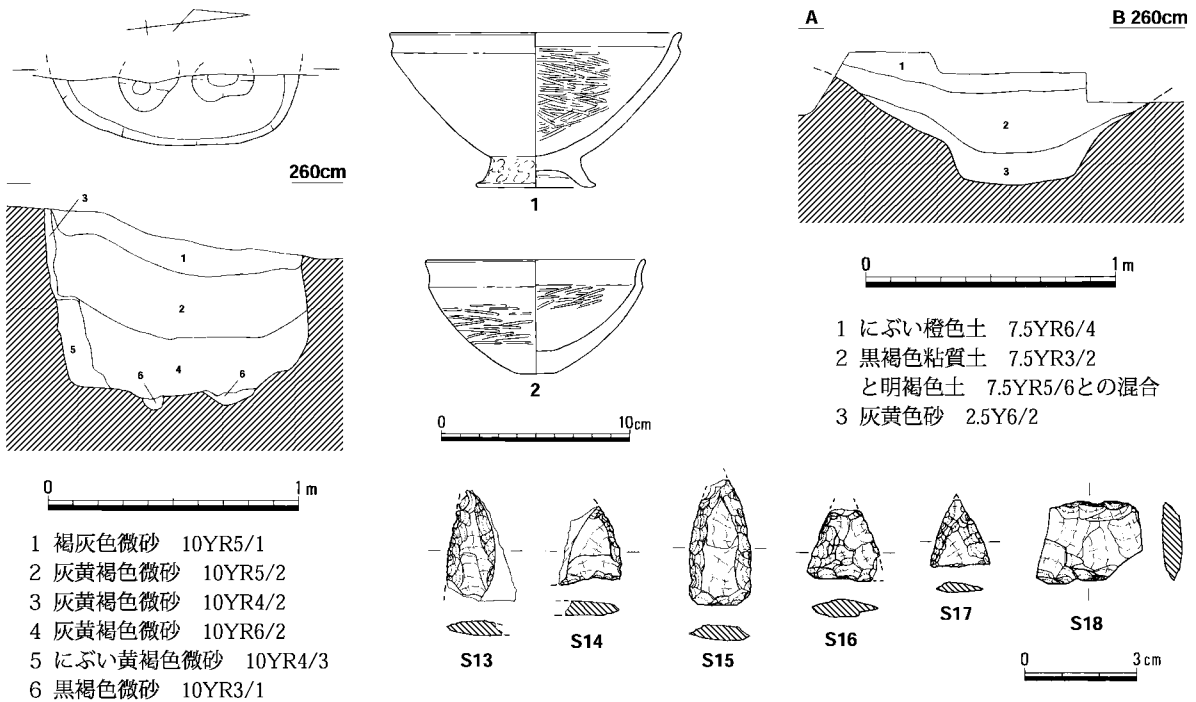 260cm
3
1
2
5
4
6
6
0 1m
1 褐灰色微砂 10YR5/1
2 灰黄褐色微砂 10YR5/2
3 灰黄褐色微砂 10YR4/2
4 灰黄褐色微砂 10YR6/2
5 にぶい黄褐色微砂 10YR4/3
6 黒褐色微砂 10YR3/1
1
2
0 10cm
A B 260cm
1
2
3
0 1m
1 にぶい橙色土 7.5YR6/4
2 黒褐色粘質土 7.5YR3/2
と明褐色土 7.5YR5/6との混合
3 灰黄色砂 2.5Y6/2
S13
S14
S15
S16
S17
S18
0 3cm